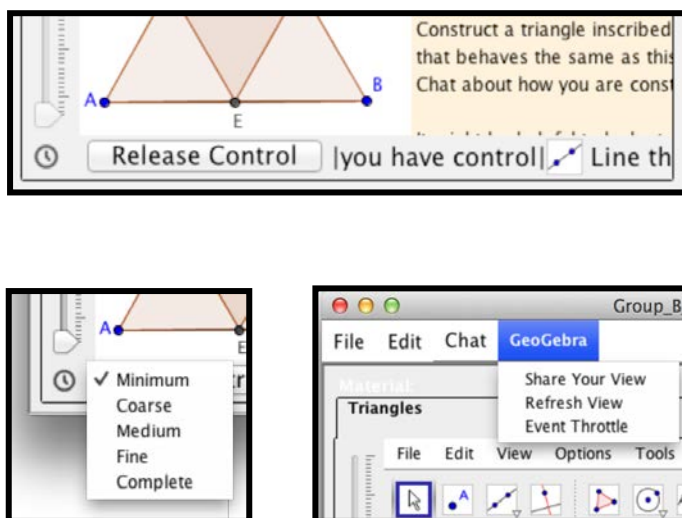 Construct a triangle inscribed
that behaves the same as this
Chat about how you are const
A
B
E
Release Control |you have control| Line th
A
E
✓ Minimum
Coarse
Medium
Fine
Complete
Group_B
File Edit Chat GeoGebra
Material:
Share Your View
Refresh View
Event Throttle
Triangles
File Edit View Options Tools
A